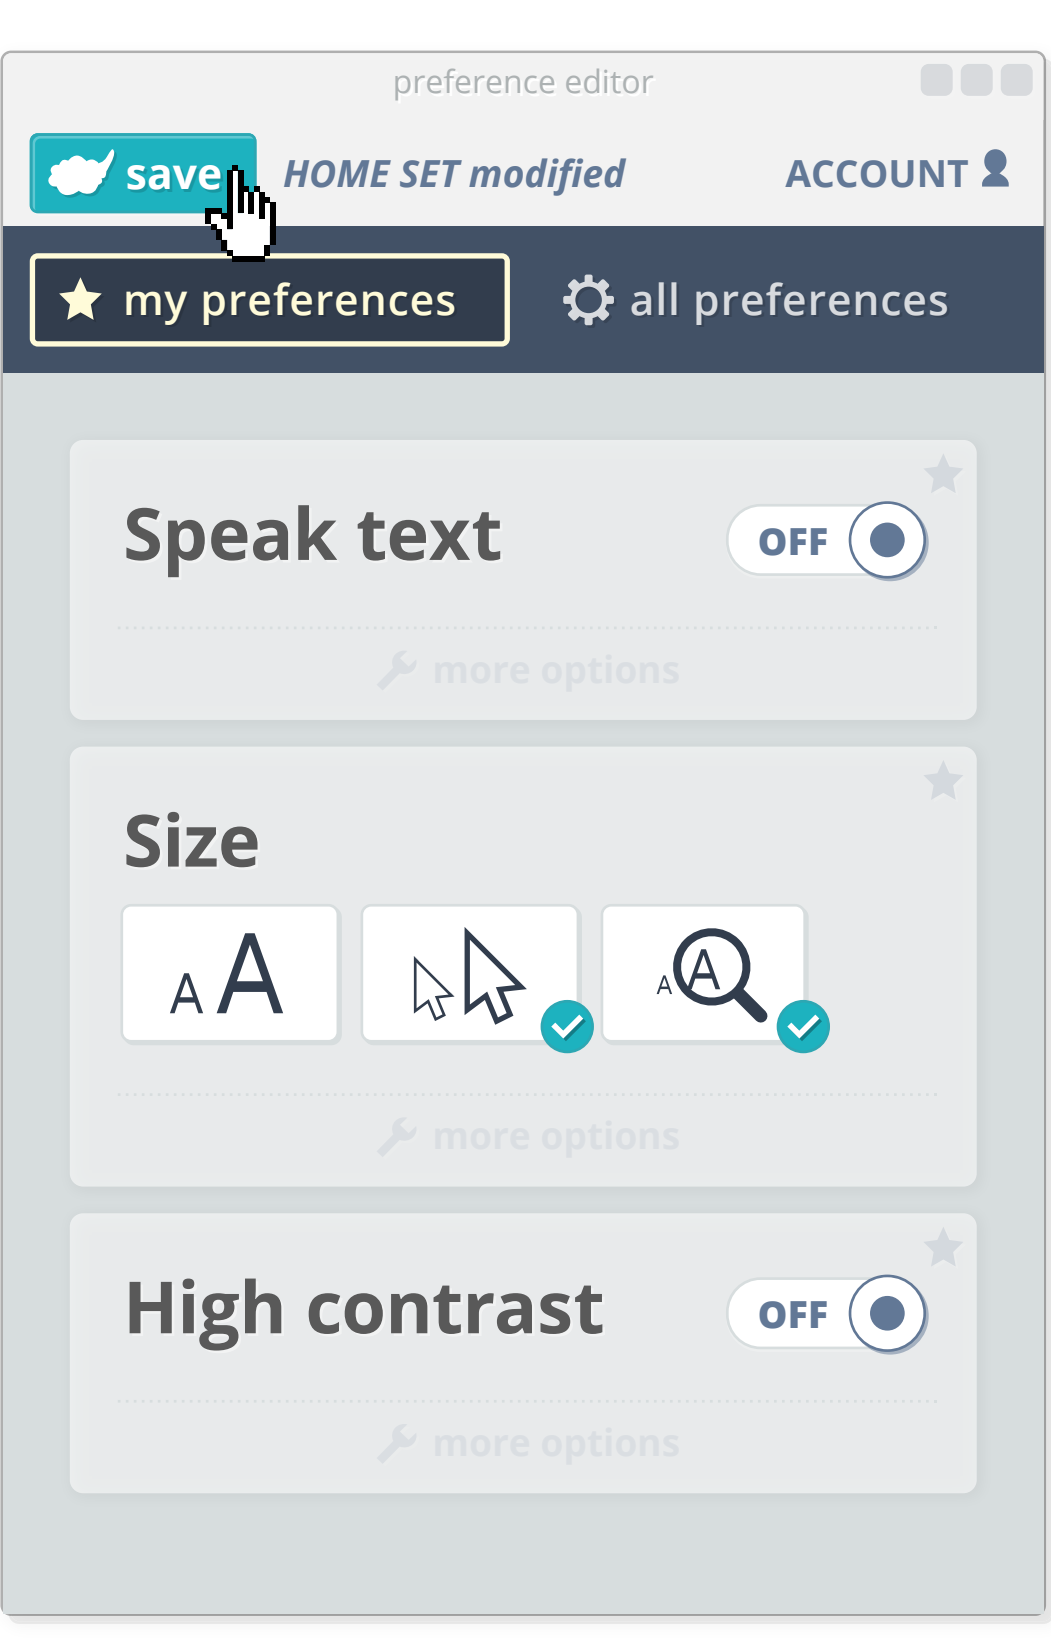 preference editor
save HOME SET modified ACCOUNT
my preferences all preferences
Speak text OFF
more options
Size
A A A A
more options
High contrast OFF
more options